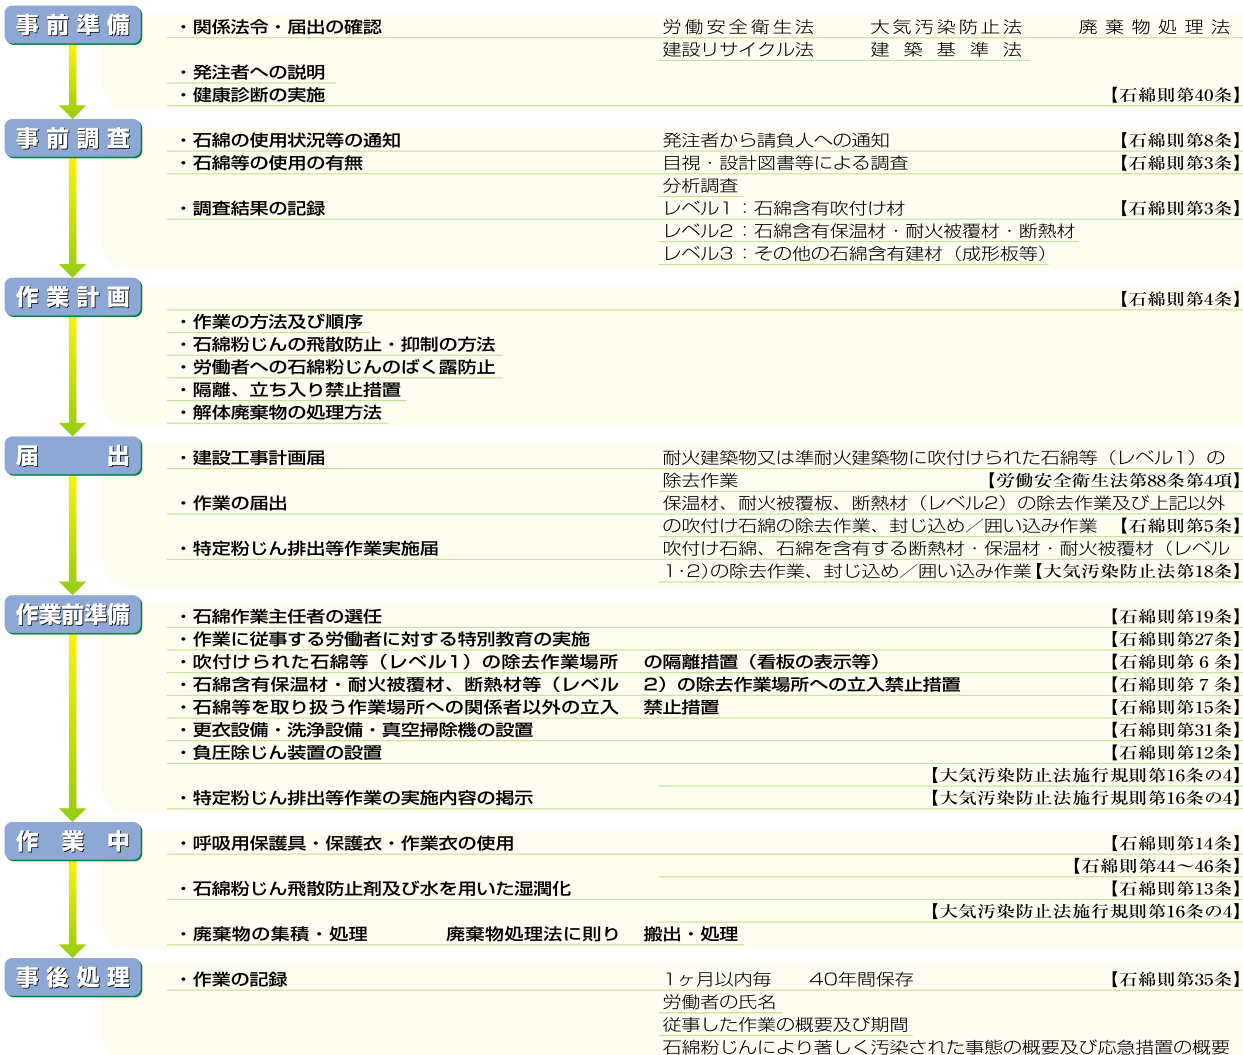 事前準備 ・関係法令・届出の確認 労働安全衛生法 大気汚染防止法 廃棄物処理法
建設リサイクル法 建築基準法
・発注者への説明
・健康診断の実施 【石綿則第40条】
事前調査 ・石綿の使用状況等の通知 発注者から請負人への通知 【石綿則第8条】
・石綿等の使用の有無 目視・設計図書等による調査 【石綿則第3条】
分析調査
・調査結果の記録 レベル1：石綿含有吹付け材 【石綿則第3条】
レベル2：石綿含有保温材・耐火被覆材・断熱材
レベル3：その他の石綿含有建材（成形板等）
作業計画 【石綿則第4条】
・作業の方法及び順序
・石綿粉じんの飛散防止・抑制の方法
・労働者への石綿粉じんのばく露防止
・隔離、立ち入り禁止措置
・解体廃棄物の処理方法
届出 ・建設工事計画届 耐火建築物又は準耐火建築物に吹付けられた石綿等（レベル1）の
除去作業 【労働安全衛生法第88条第4項】
・作業の届出 保温材、耐火被覆板、断熱材（レベル2）の除去作業及び上記以外
の吹付け石綿の除去作業、封じ込め／囲い込み作業 【石綿則第5条】
・特定粉じん排出等作業実施届 吹付け石綿、石綿を含有する断熱材・保温材・耐火被覆材（レベル
1・2)の除去作業、封じ込め／囲い込み作業【大気汚染防止法第18条】
作業前準備 ・石綿作業主任者の選任 【石綿則第19条】
・作業に従事する労働者に対する特別教育の実施 【石綿則第27条】
・吹付けられた石綿等（レベル1）の除去作業場所 の隔離措置（看板の表示等） 【石綿則第６条】
・石綿含有保温材・耐火被覆材、断熱材等（レベル 2）の除去作業場所への立入禁止措置 【石綿則第７条】
・石綿等を取り扱う作業場所への関係者以外の立入 禁止措置 【石綿則第15条】
・更衣設備・洗浄設備・真空掃除機の設置 【石綿則第31条】
・負圧除じん装置の設置 【石綿則第12条】
【大気汚染防止法施行規則第16条の4】
・特定粉じん排出等作業の実施内容の掲示 【大気汚染防止法施行規則第16条の4】
作業中 ・呼吸用保護具・保護衣・作業衣の使用 【石綿則第14条】
【石綿則第44～46条】
・石綿粉じん飛散防止剤及び水を用いた湿潤化 【石綿則第13条】
【大気汚染防止法施行規則第16条の4】
・廃棄物の集積・処理 廃棄物処理法に則り 搬出・処理
事後処理 ・作業の記録 1ヶ月以内毎 40年間保存 【石綿則第35条】
労働者の氏名
従事した作業の概要及び期間
石綿粉じんにより著しく汚染された事態の概要及び応急措置の概要